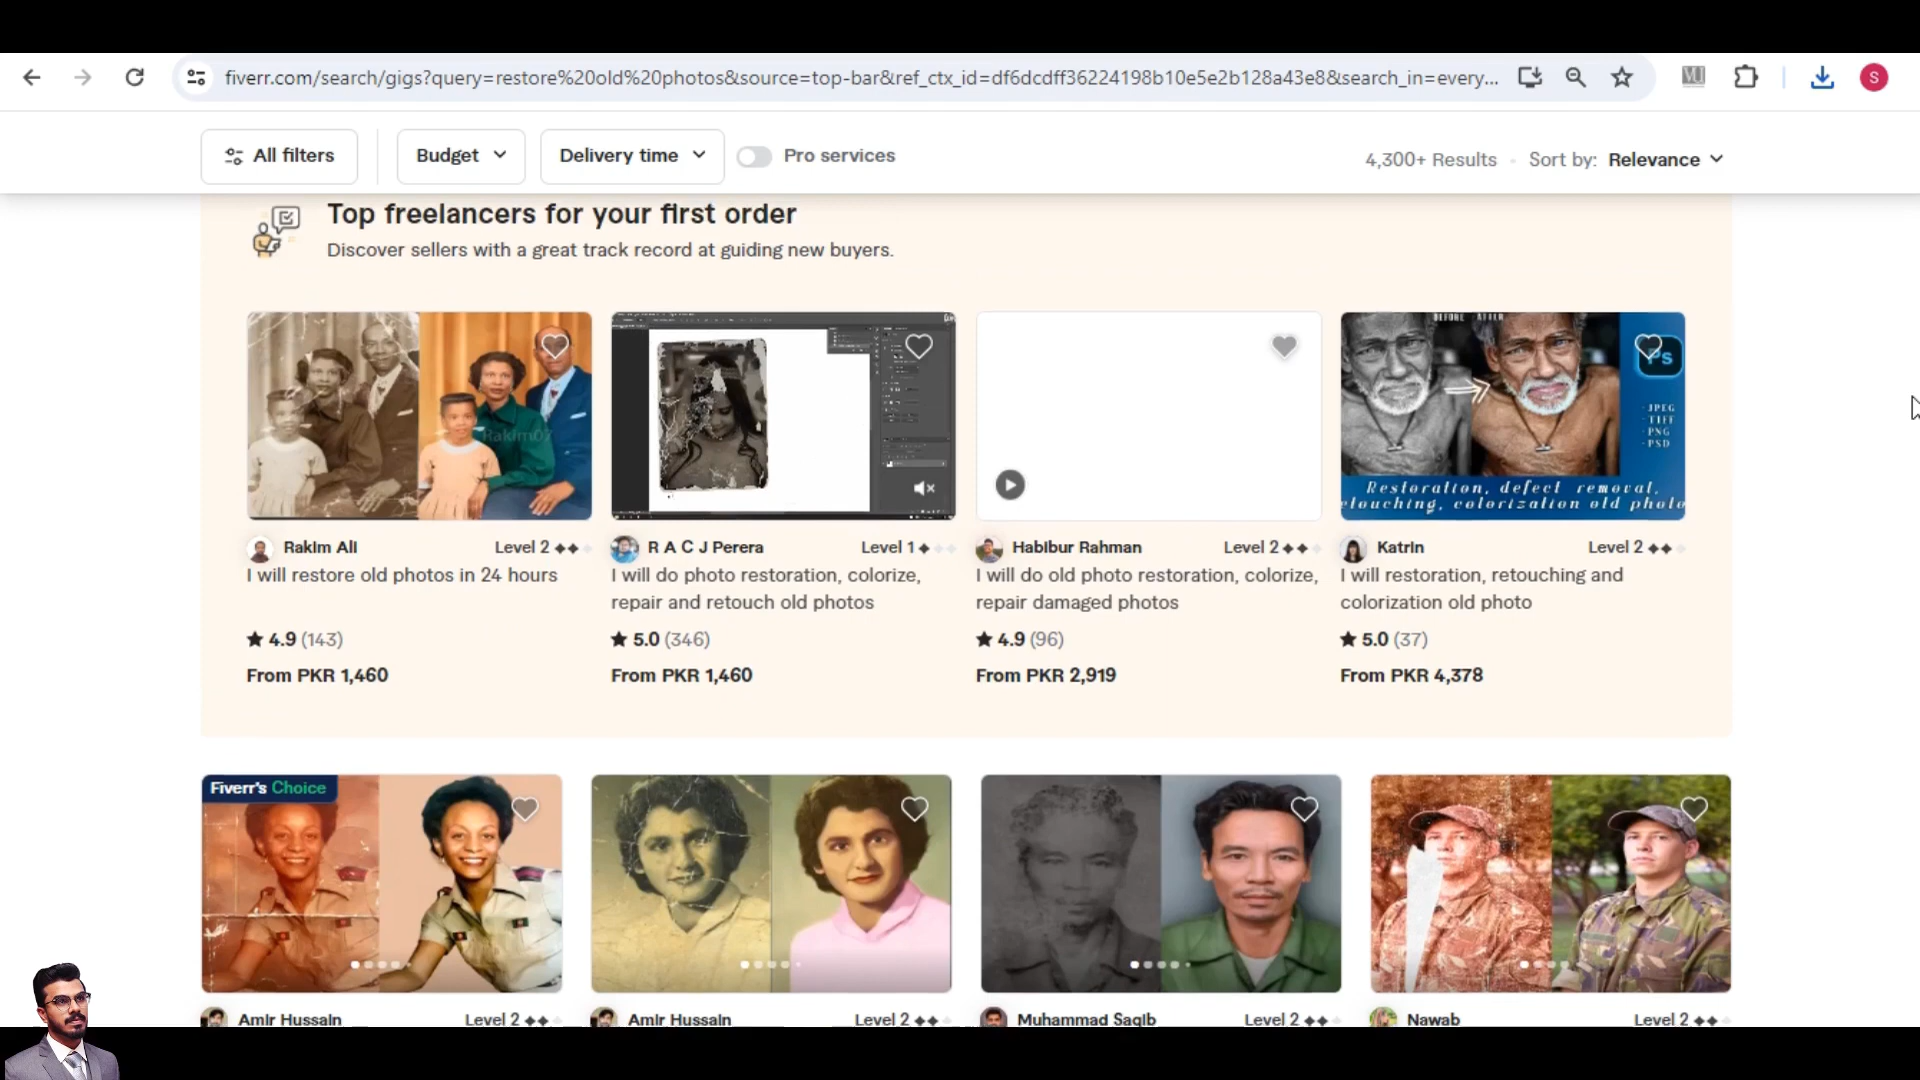 fiverr.com/search/gigs?query=restore%20old%20photos&source=top-bar&ref_ctx_id=df6dcdff36224198b10e5e2b128a43e8&search_in=every...
S
All filters
Budget
Delivery time
Pro services
4,300+ Results
Sort by: Relevance
Top freelancers for your first order
Discover sellers with a great track record at guiding new buyers.
Rakim07
BEFORE AFTER
Ps
JPEG
TIFF
PNG
PSD
Restoration, defect removal,
etouching, colorization old photo
Rakim Ali Level 2
I will restore old photos in 24 hours
4.9 (143)
From PKR 1,460
R A C J Perera Level 1
I will do photo restoration, colorize,
repair and retouch old photos
5.0 (346)
From PKR 1,460
Habibur Rahman Level 2
I will do old photo restoration, colorize,
repair damaged photos
4.9 (96)
From PKR 2,919
Katrin Level 2
I will restoration, retouching and
colorization old photo
5.0 (37)
From PKR 4,378
Fiverr's Choice
Amir Hussain Level 2
Amir Hussain Level 2
Muhammad Saqib Level 2
Nawab Level 2